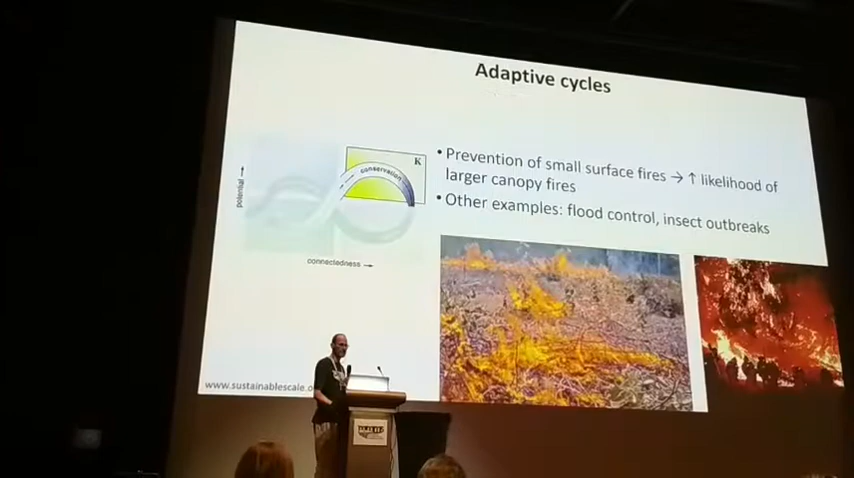 Adaptive cycles
potential →
K
conservation
connectedness →
• Prevention of small surface fires → ↑ likelihood of
larger canopy fires
• Other examples: flood control, insect outbreaks
www.sustainablescale.o